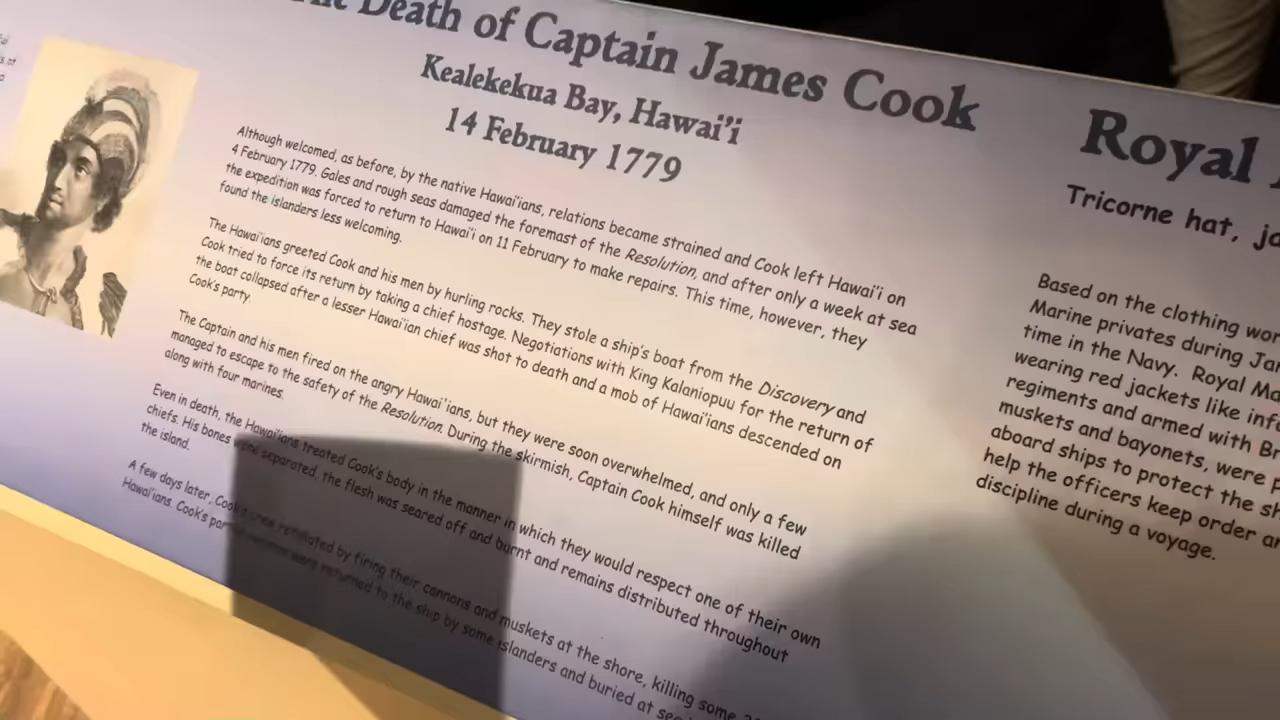 Death of Captain James Cook
Kealekekua Bay, Hawai'i
14 February 1779
Although welcomed, as before, by the native Hawai'ians, relations became strained and Cook left Hawai'i on
4 February 1779. Gales and rough seas damaged the foremast of the Resolution, and after only a week at sea
the expedition was forced to return to Hawai'i on 11 February to make repairs. This time, however, they
found the islanders less welcoming.
The Hawai'ians greeted Cook and his men by hurling rocks. They stole a ship's boat from the Discovery and
Cook tried to force its return by taking a chief hostage. Negotiations with King Kalaniopuu for the return of
the boat collapsed after a lesser Hawai'ian chief was shot to death and a mob of Hawai'ians descended on
Cook's party.
The Captain and his men fired on the angry Hawai'ians, but they were soon overwhelmed, and only a few
managed to escape to the safety of the Resolution. During the skirmish, Captain Cook himself was killed
along with four marines.
Even in death, the Hawai'ians treated Cook's body in the manner in which they would respect one of their own
chiefs. His bones were separated, the flesh was seared off and burnt and remains distributed throughout
the island.
A few days later, Cook's crew retaliated by firing their cannons and muskets at the shore, killing some
Hawai'ians. Cook's were returned to the ship by some islanders and buried at sea
Royal
Tricorne hat,
Based on the clothing
Marine privates during
time in the Navy. Royal
wearing red jackets like
regiments and armed with
muskets and bayonets, were
aboard ships to protect the
help the officers keep order
discipline during a voyage.